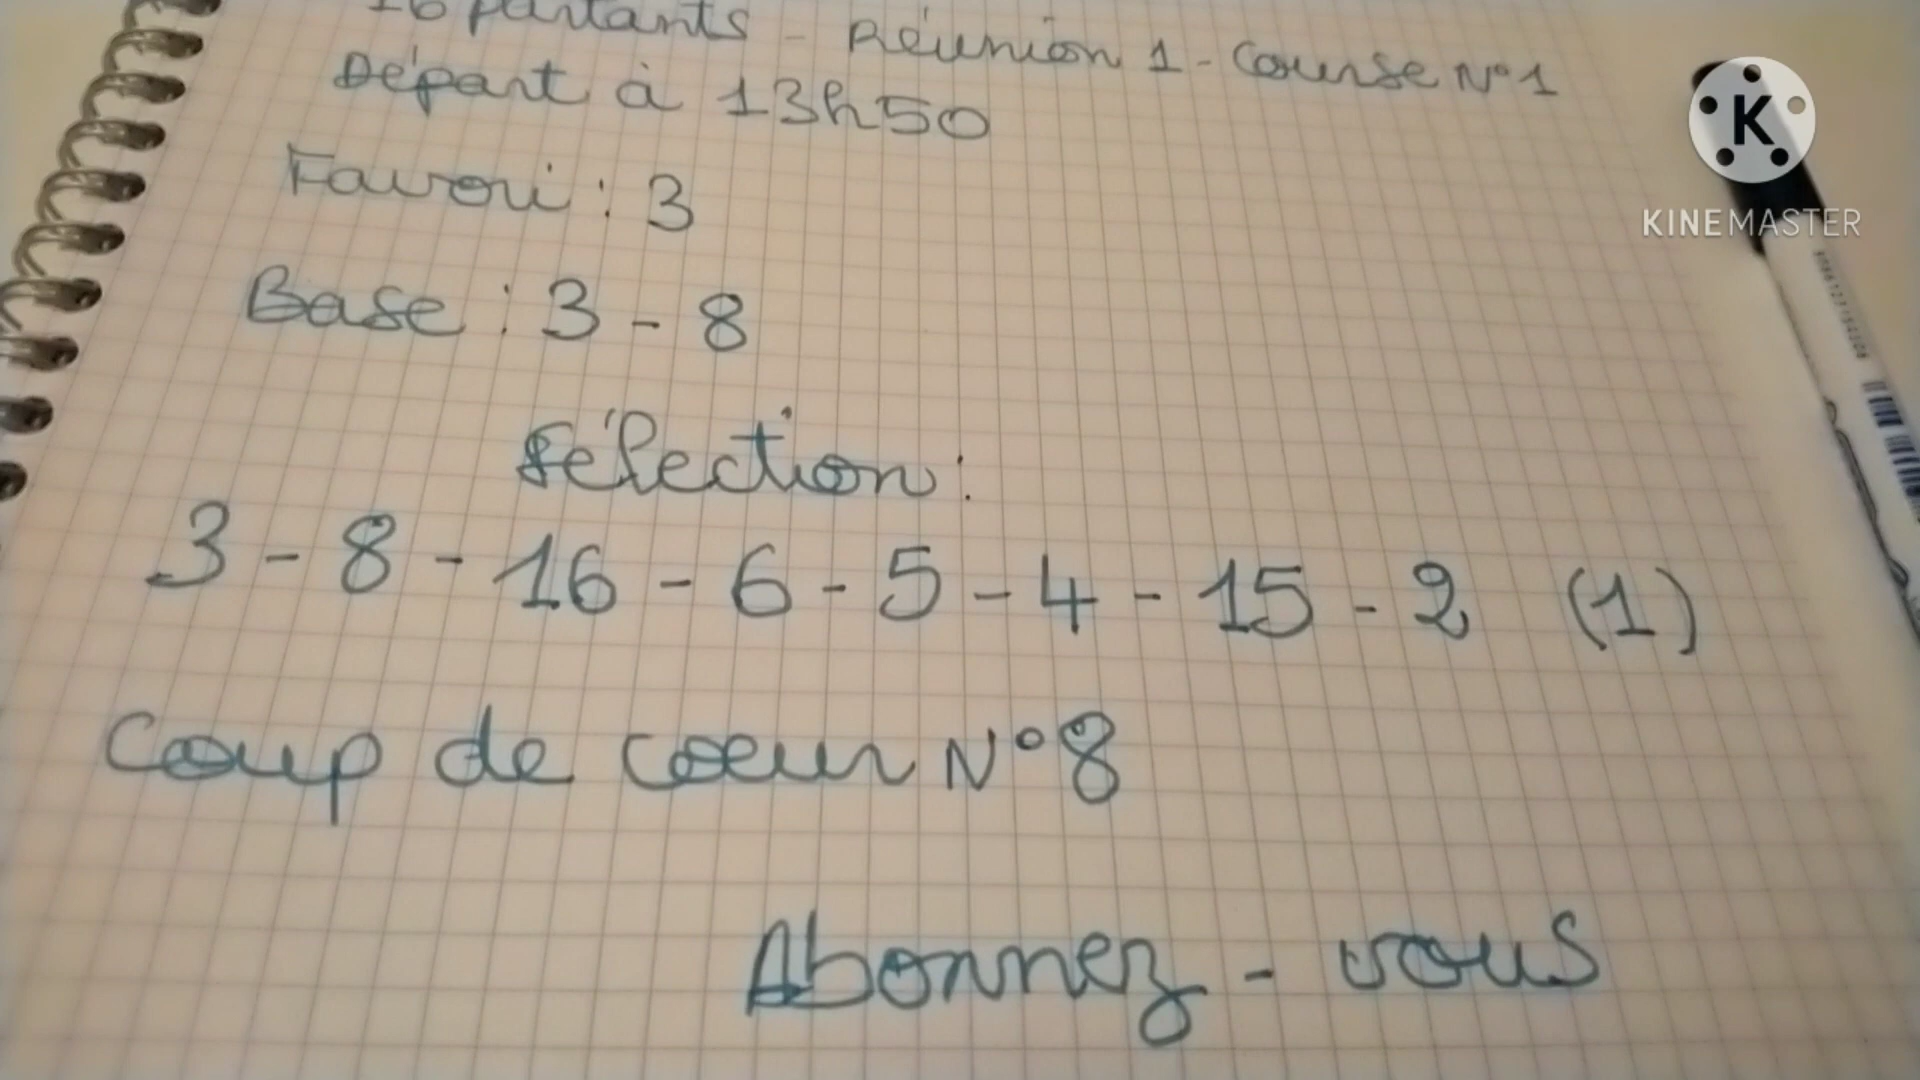 16 partants - Réunion 1 - Course N°1
Départ à 13h50
Favori : 3
Base : 3 - 8
Sélection :
3 - 8 - 16 - 6 - 5 - 4 - 15 - 2 (1)
Coup de coeur N°8
Abonnez - vous
K
KINEMASTER